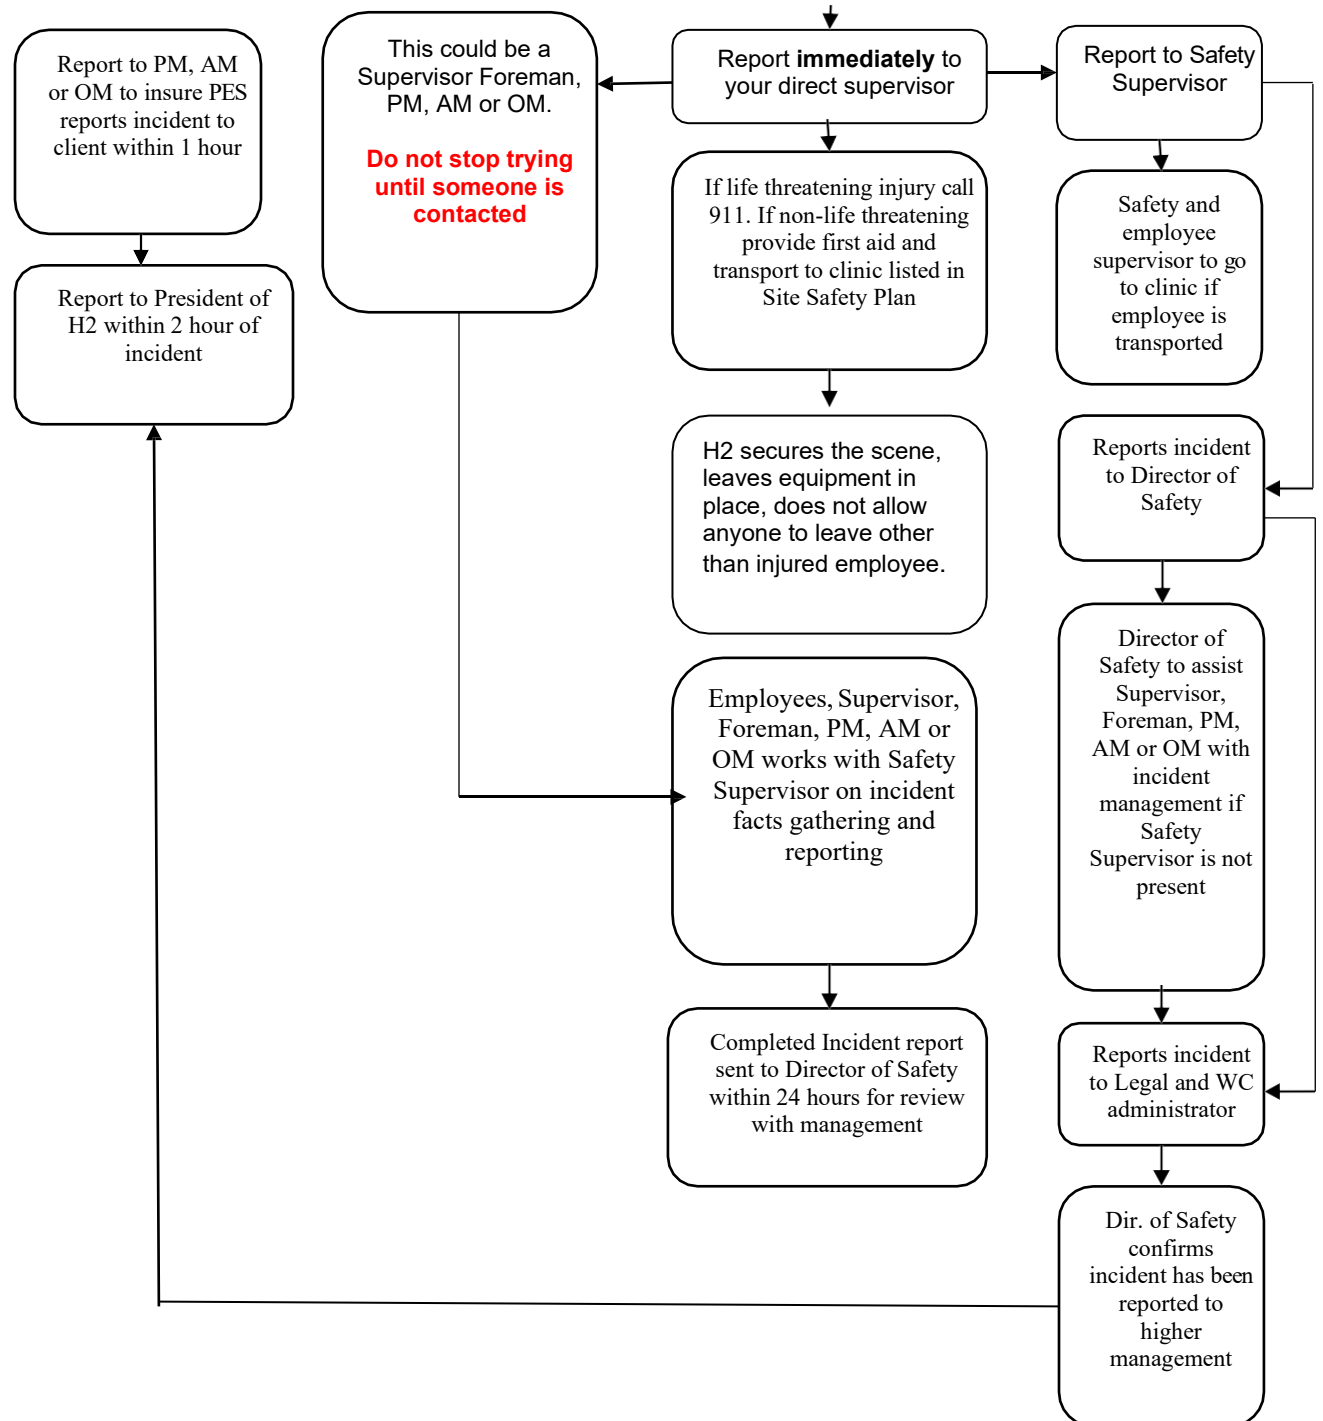 Report to PM, AM
or OM to insure PES
reports incident to
client within 1 hour
Report to President of
H2 within 2 hour of
incident
This could be a
Supervisor Foreman,
PM, AM or OM.
Do not stop trying
until someone is
contacted
Report immediately to
your direct supervisor
If life threatening injury call
911. If non-life threatening
provide first aid and
transport to clinic listed in
Site Safety Plan
H2 secures the scene,
leaves equipment in
place, does not allow
anyone to leave other
than injured employee.
Employees, Supervisor,
Foreman, PM, AM or
OM works with Safety
Supervisor on incident
facts gathering and
reporting
Completed Incident report
sent to Director of Safety
within 24 hours for review
with management
Report to Safety
Supervisor
Safety and
employee
supervisor to go
to clinic if
employee is
transported
Reports incident
to Director of
Safety
Director of
Safety to assist
Supervisor,
Foreman, PM,
AM or OM with
incident
management if
Safety
Supervisor is not
present
Reports incident
to Legal and WC
administrator
Dir. of Safety
confirms
incident has been
reported to
higher
management